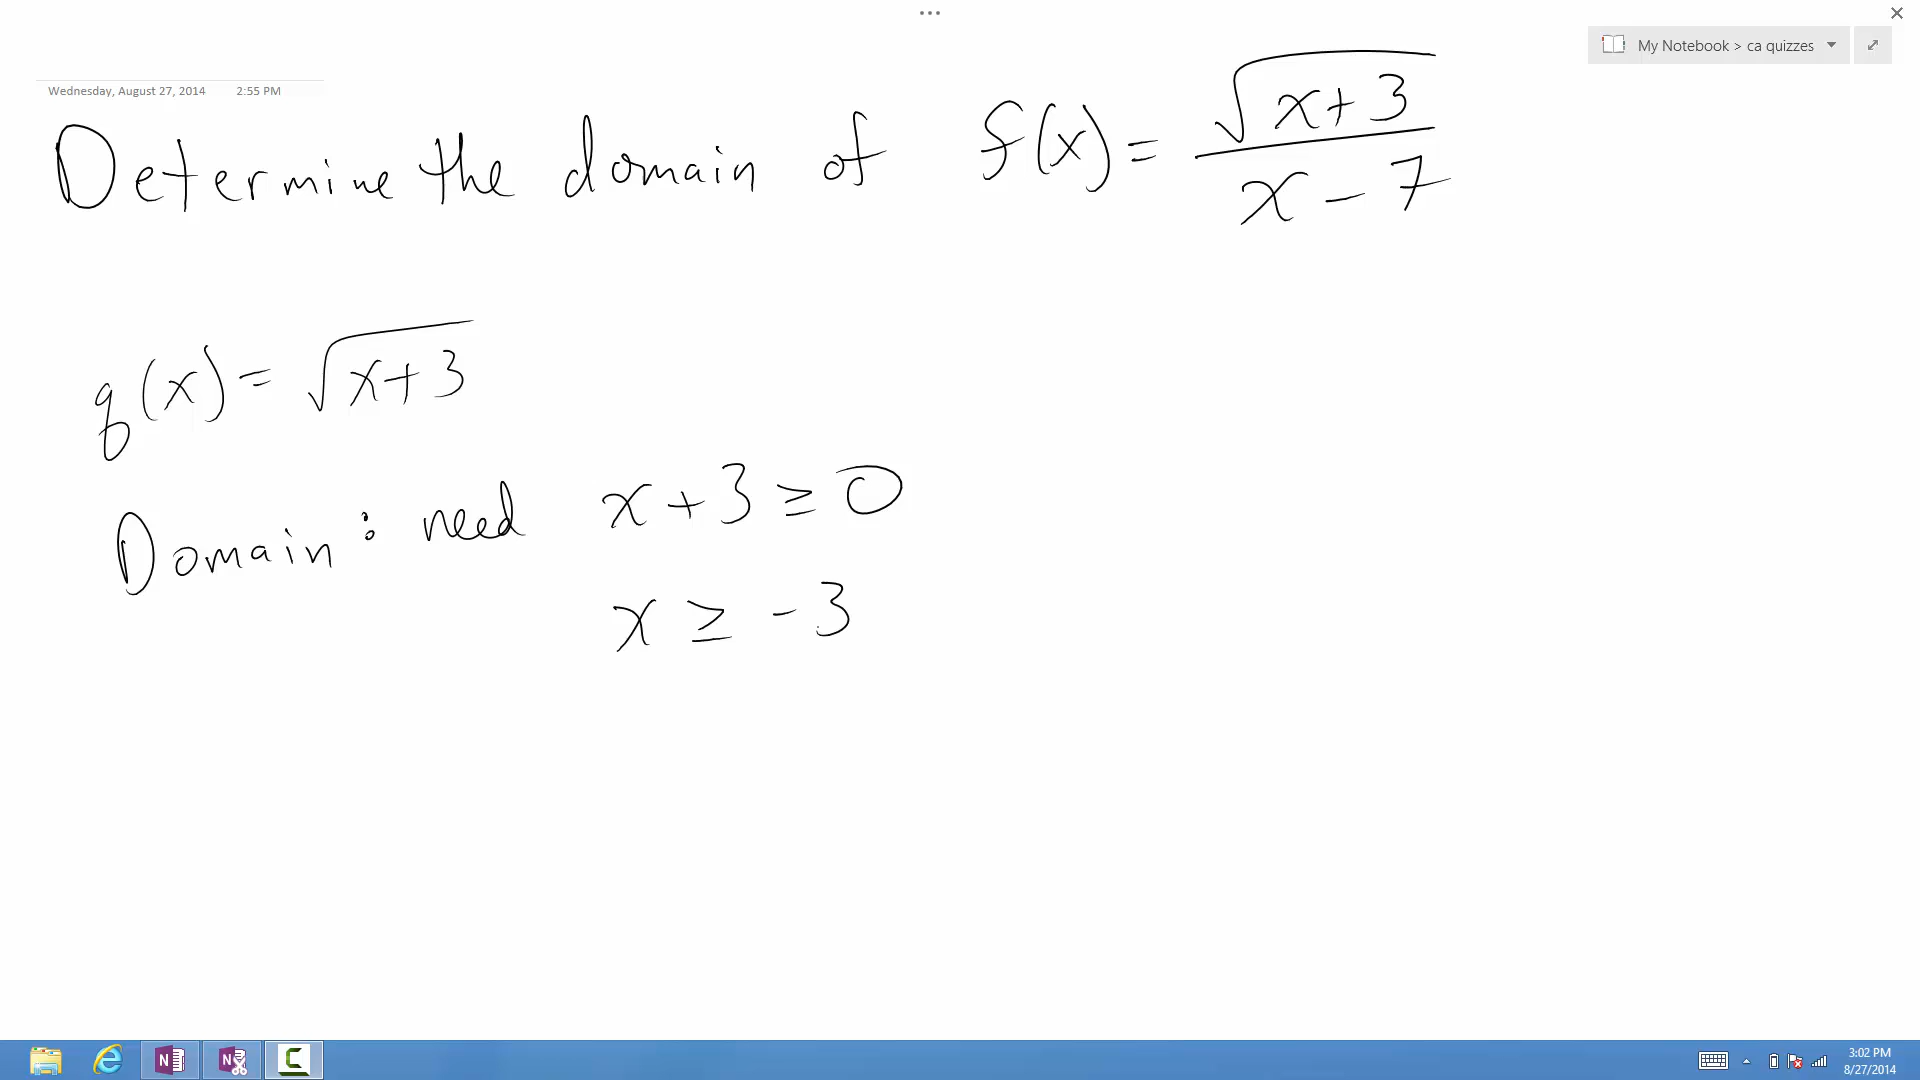 My Notebook > ca quizzes
Wednesday, August 27, 2014 2:55 PM
Determine the domain of f(x) = √(x+3) / (x - 7)
g(x) = √(x+3)
Domain: need x + 3 ≥ 0
x ≥ -3
3:02 PM
8/27/2014